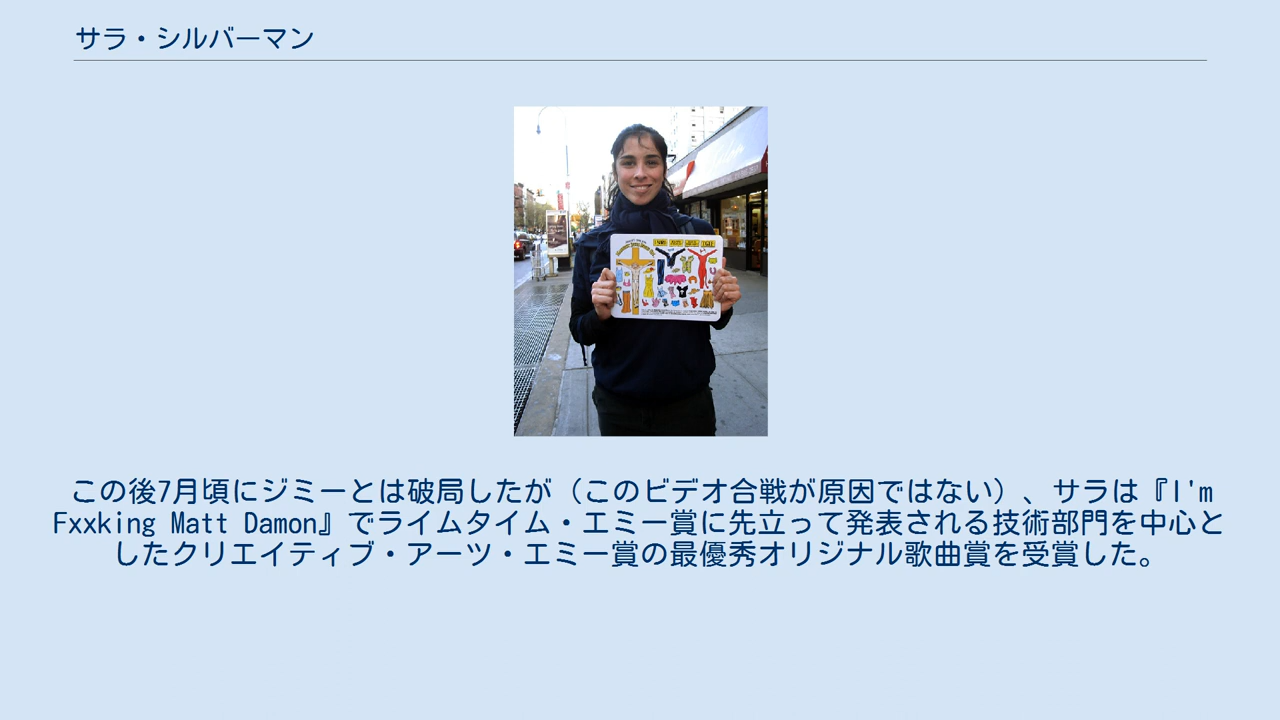 サラ・シルバーマン
この後7月頃にジミーとは破局したが（このビデオ合戦が原因ではない）、サラは『I'm
Fxxking Matt Damon』でライムタイム・エミー賞に先立って発表される技術部門を中心と
したクリエイティブ・アーツ・エミー賞の最優秀オリジナル歌曲賞を受賞した。